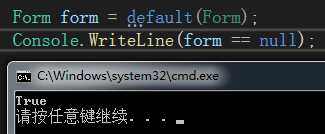 Form form = default(Form);
Console.WriteLine(form == null);
C:\Windows\system32\cmd.exe
True
请按任意键继续. . .